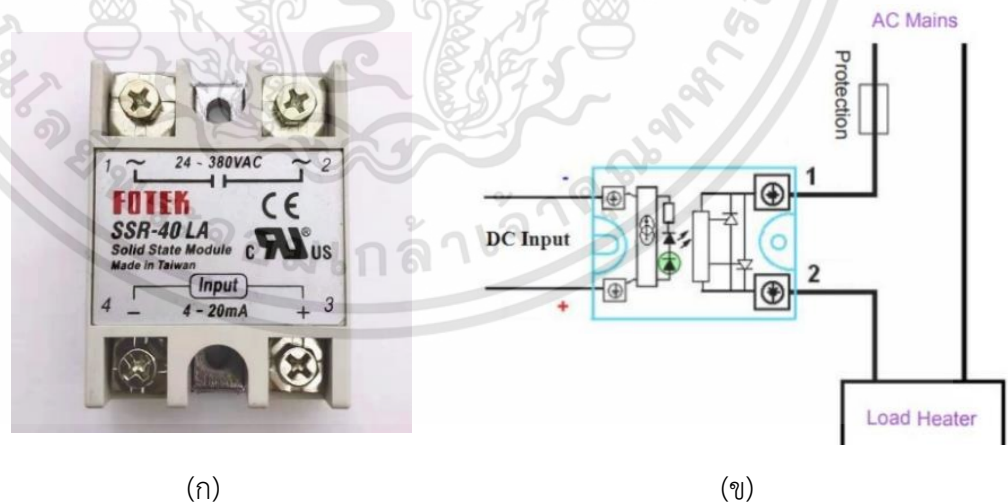 1 ~ 24 - 380VAC ~ 2
FOTEK
CE
SSR-40 LA
Solid State Module
Made in Taiwan
C RU® US
Input
4 - 4 - 20mA + 3
AC Mains
Protection
-
1
DC Input
2
+
Load Heater
(ก)
(ข)